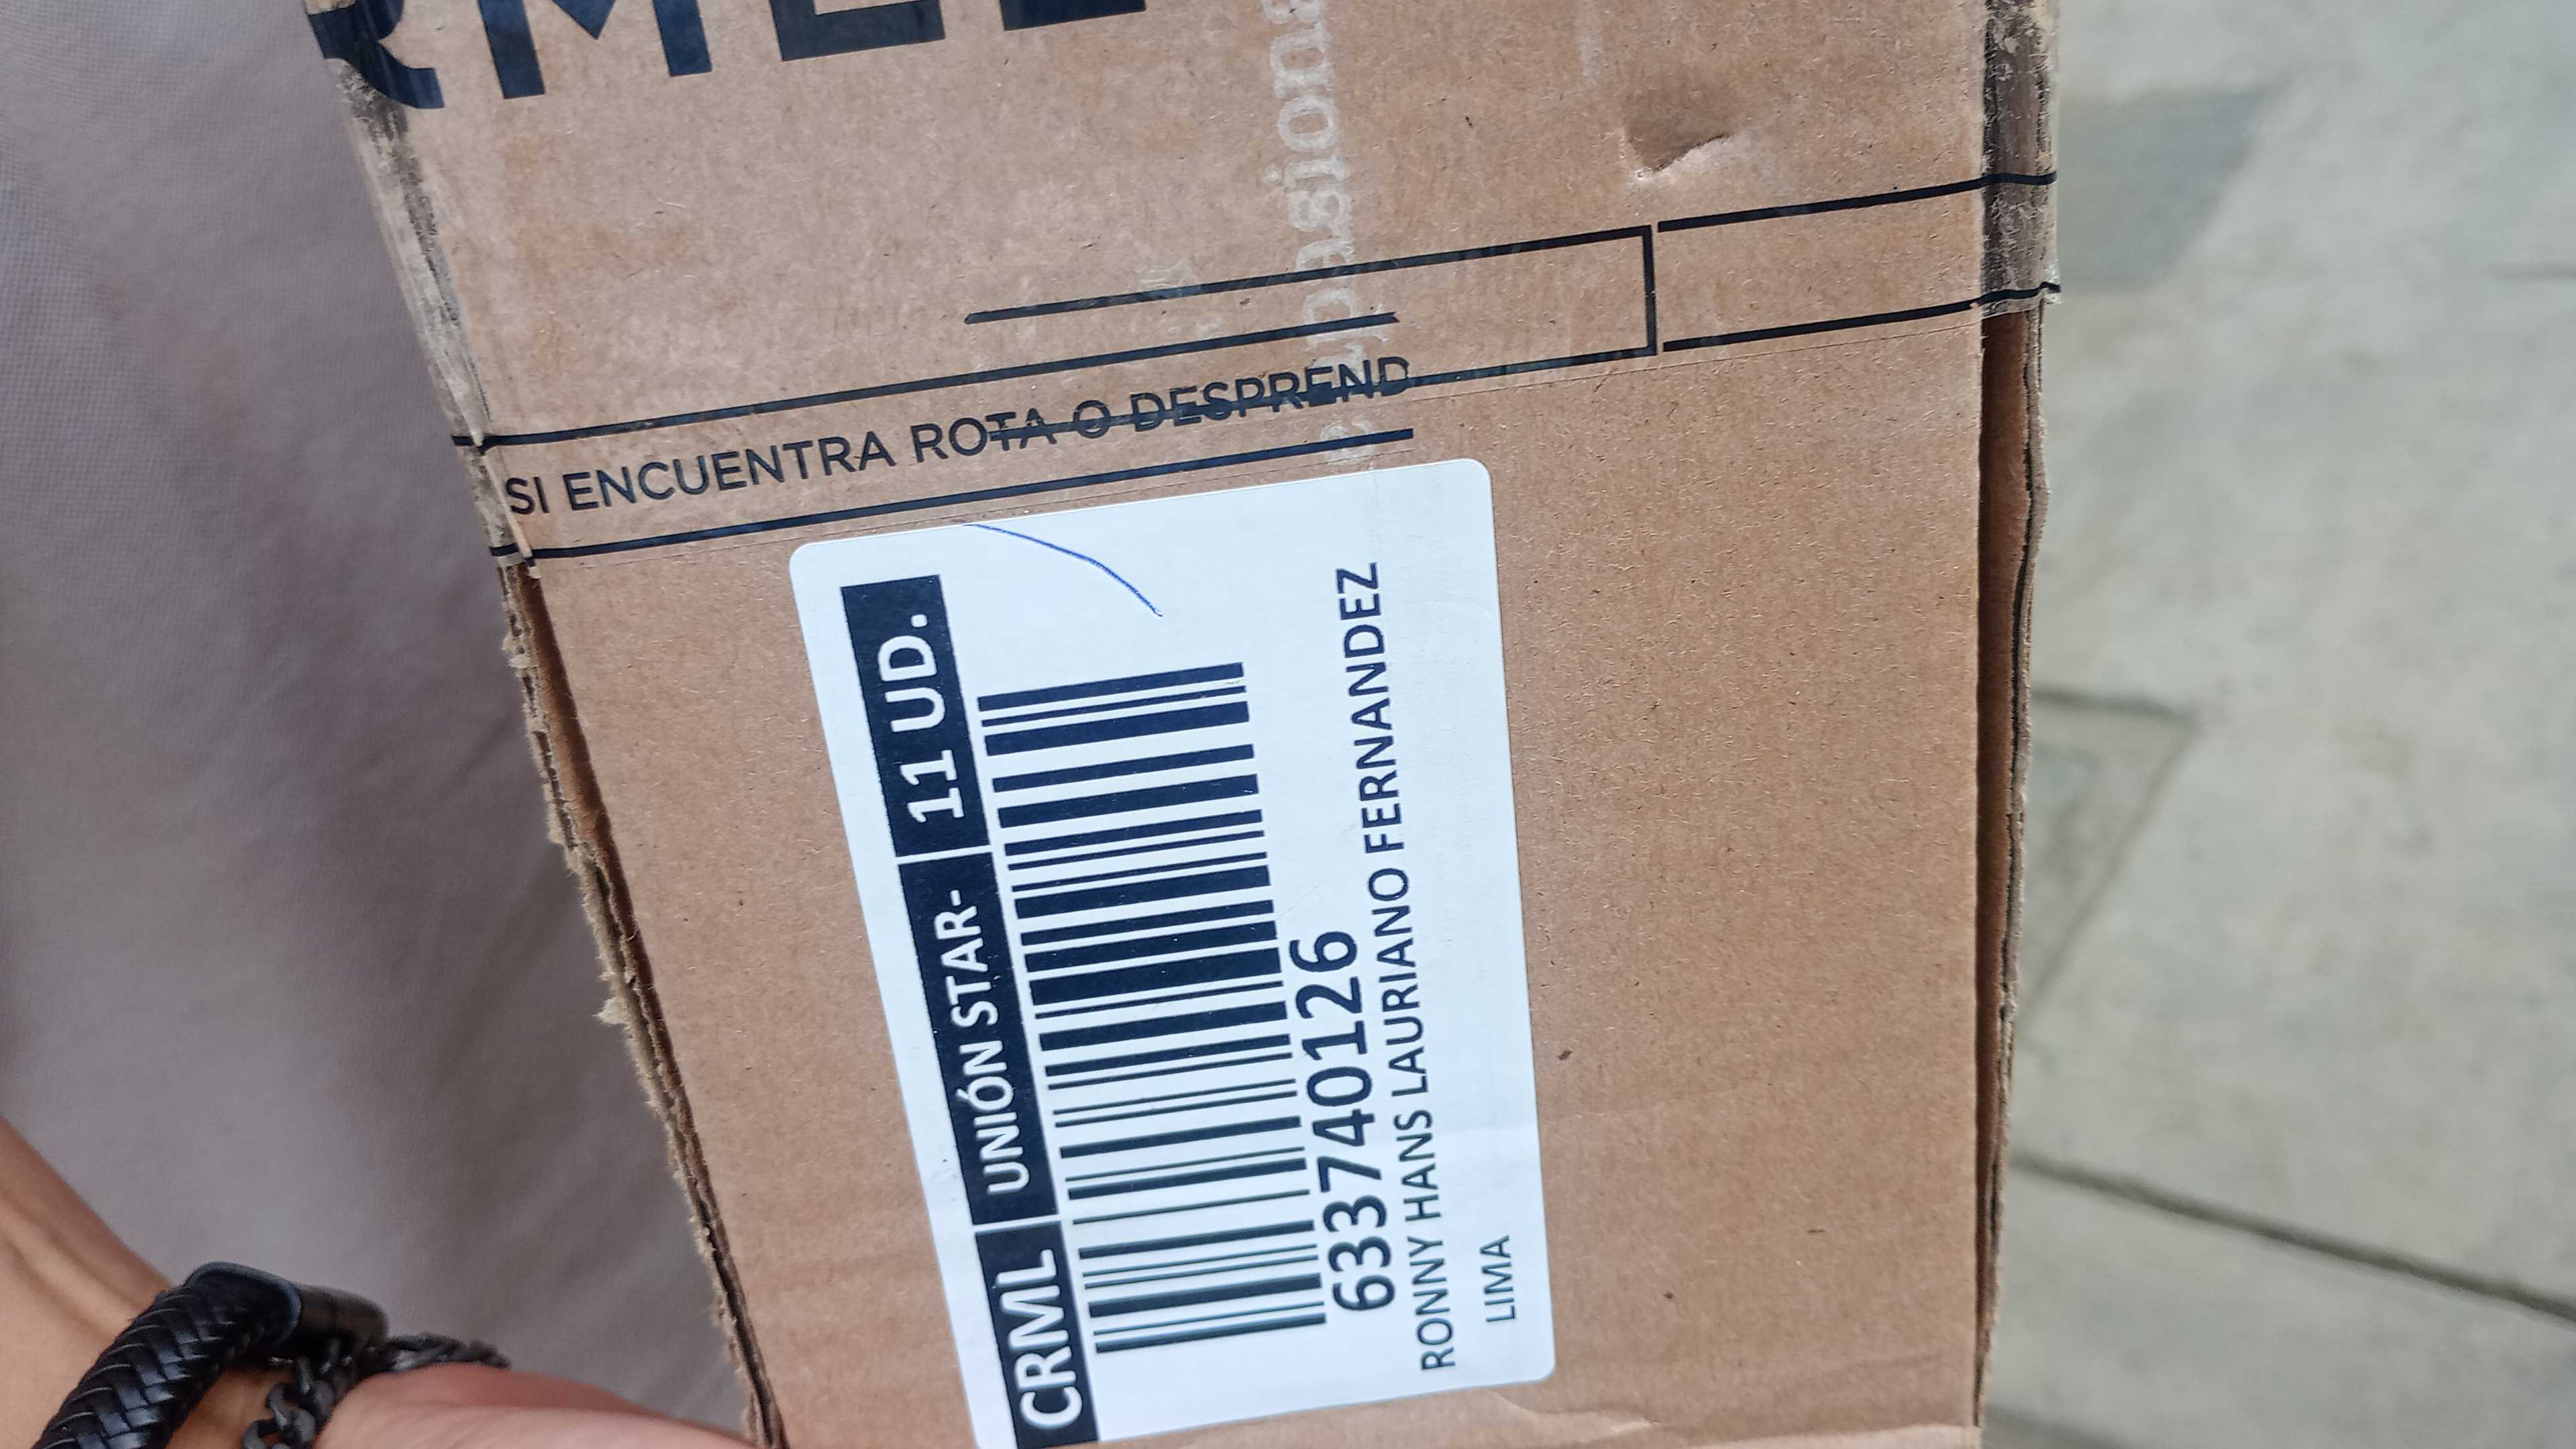 SI ENCUENTRA ROTA O DESPREND
CRML UNIÓN STAR- 11 UD.
633740126
RONNY HANS LAURIANO FERNANDEZ
LIMA